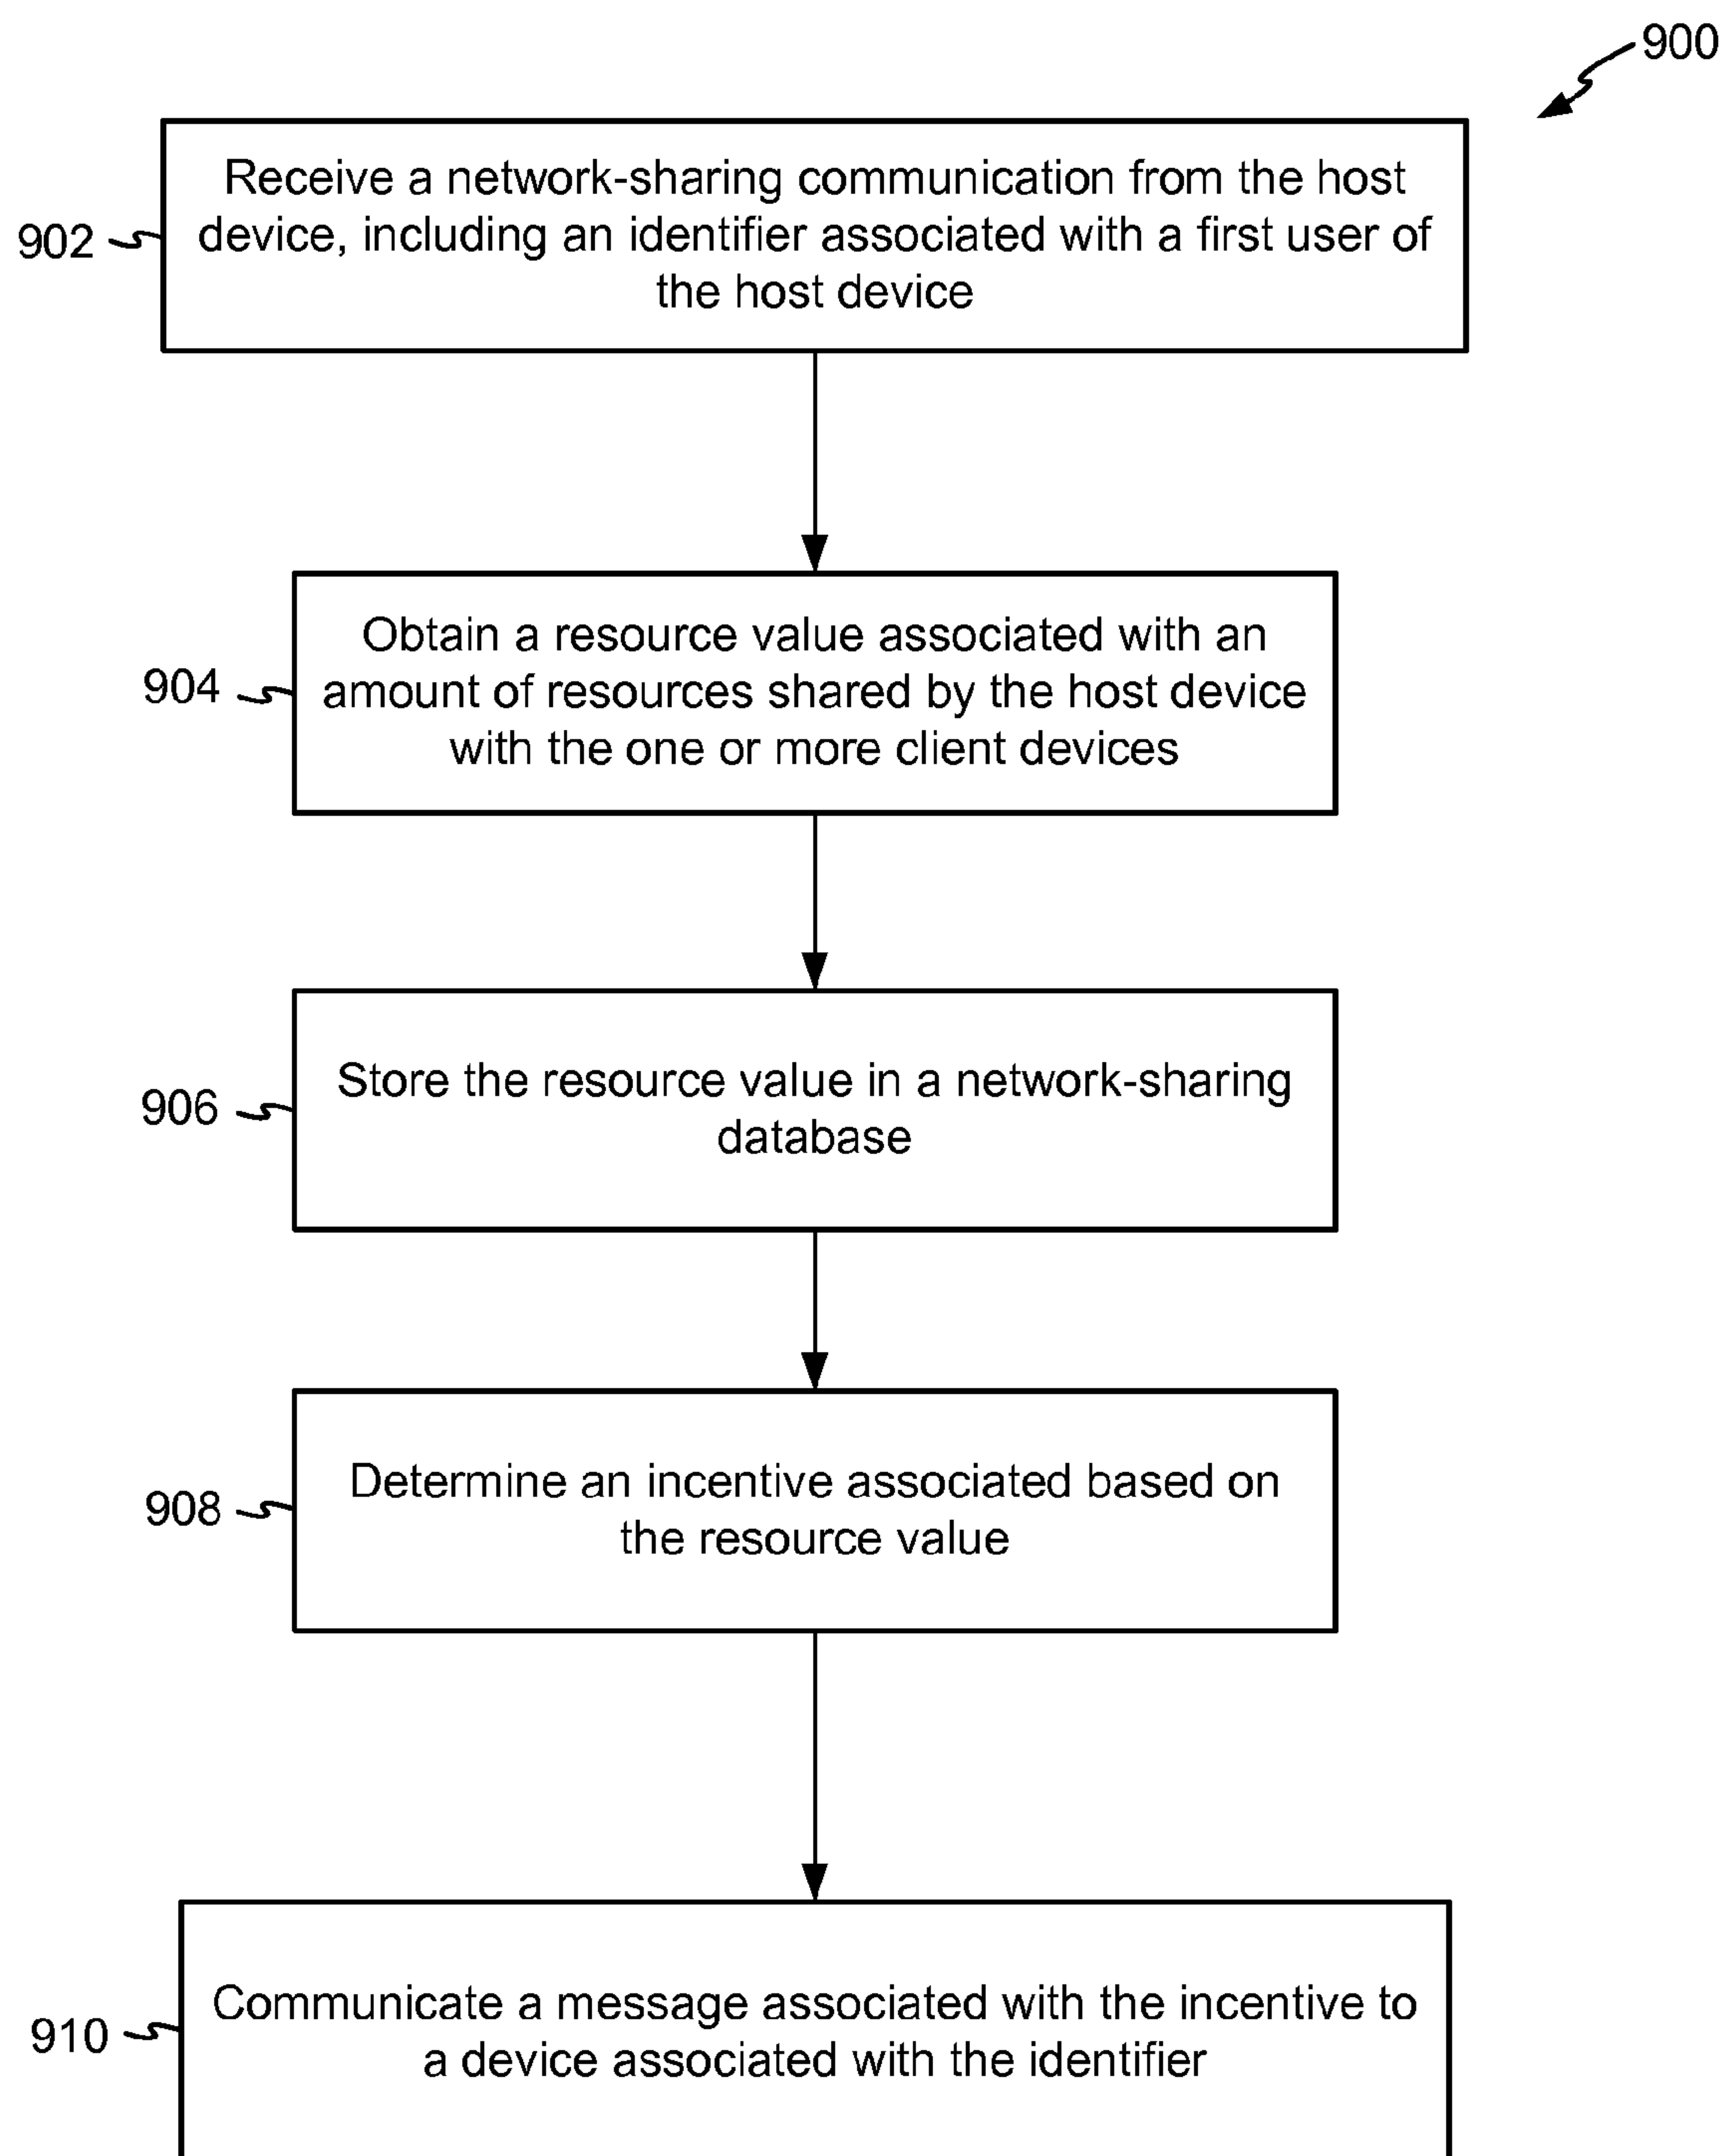 900
Receive a network-sharing communication from the host
device, including an identifier associated with a first user of
the host device
902
Obtain a resource value associated with an
amount of resources shared by the host device
with the one or more client devices
904
Store the resource value in a network-sharing
database
906
Determine an incentive associated based on
the resource value
908
Communicate a message associated with the incentive to
a device associated with the identifier
910